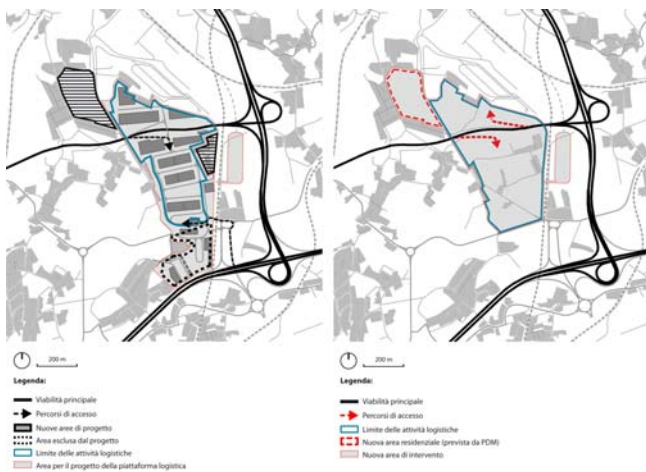 200 m
Legenda:
Viabilità principale
Percorsi di accesso
Nuove aree di progetto
Area esclusa dal progetto
Limite delle attività logistiche
Area per il progetto della piattaforma logistica
200 m
Legenda:
Viabilità principale
Percorsi di accesso
Limite delle attività logistiche
Nuova area residenziale (prevista da PDM)
Nuova area di intervento